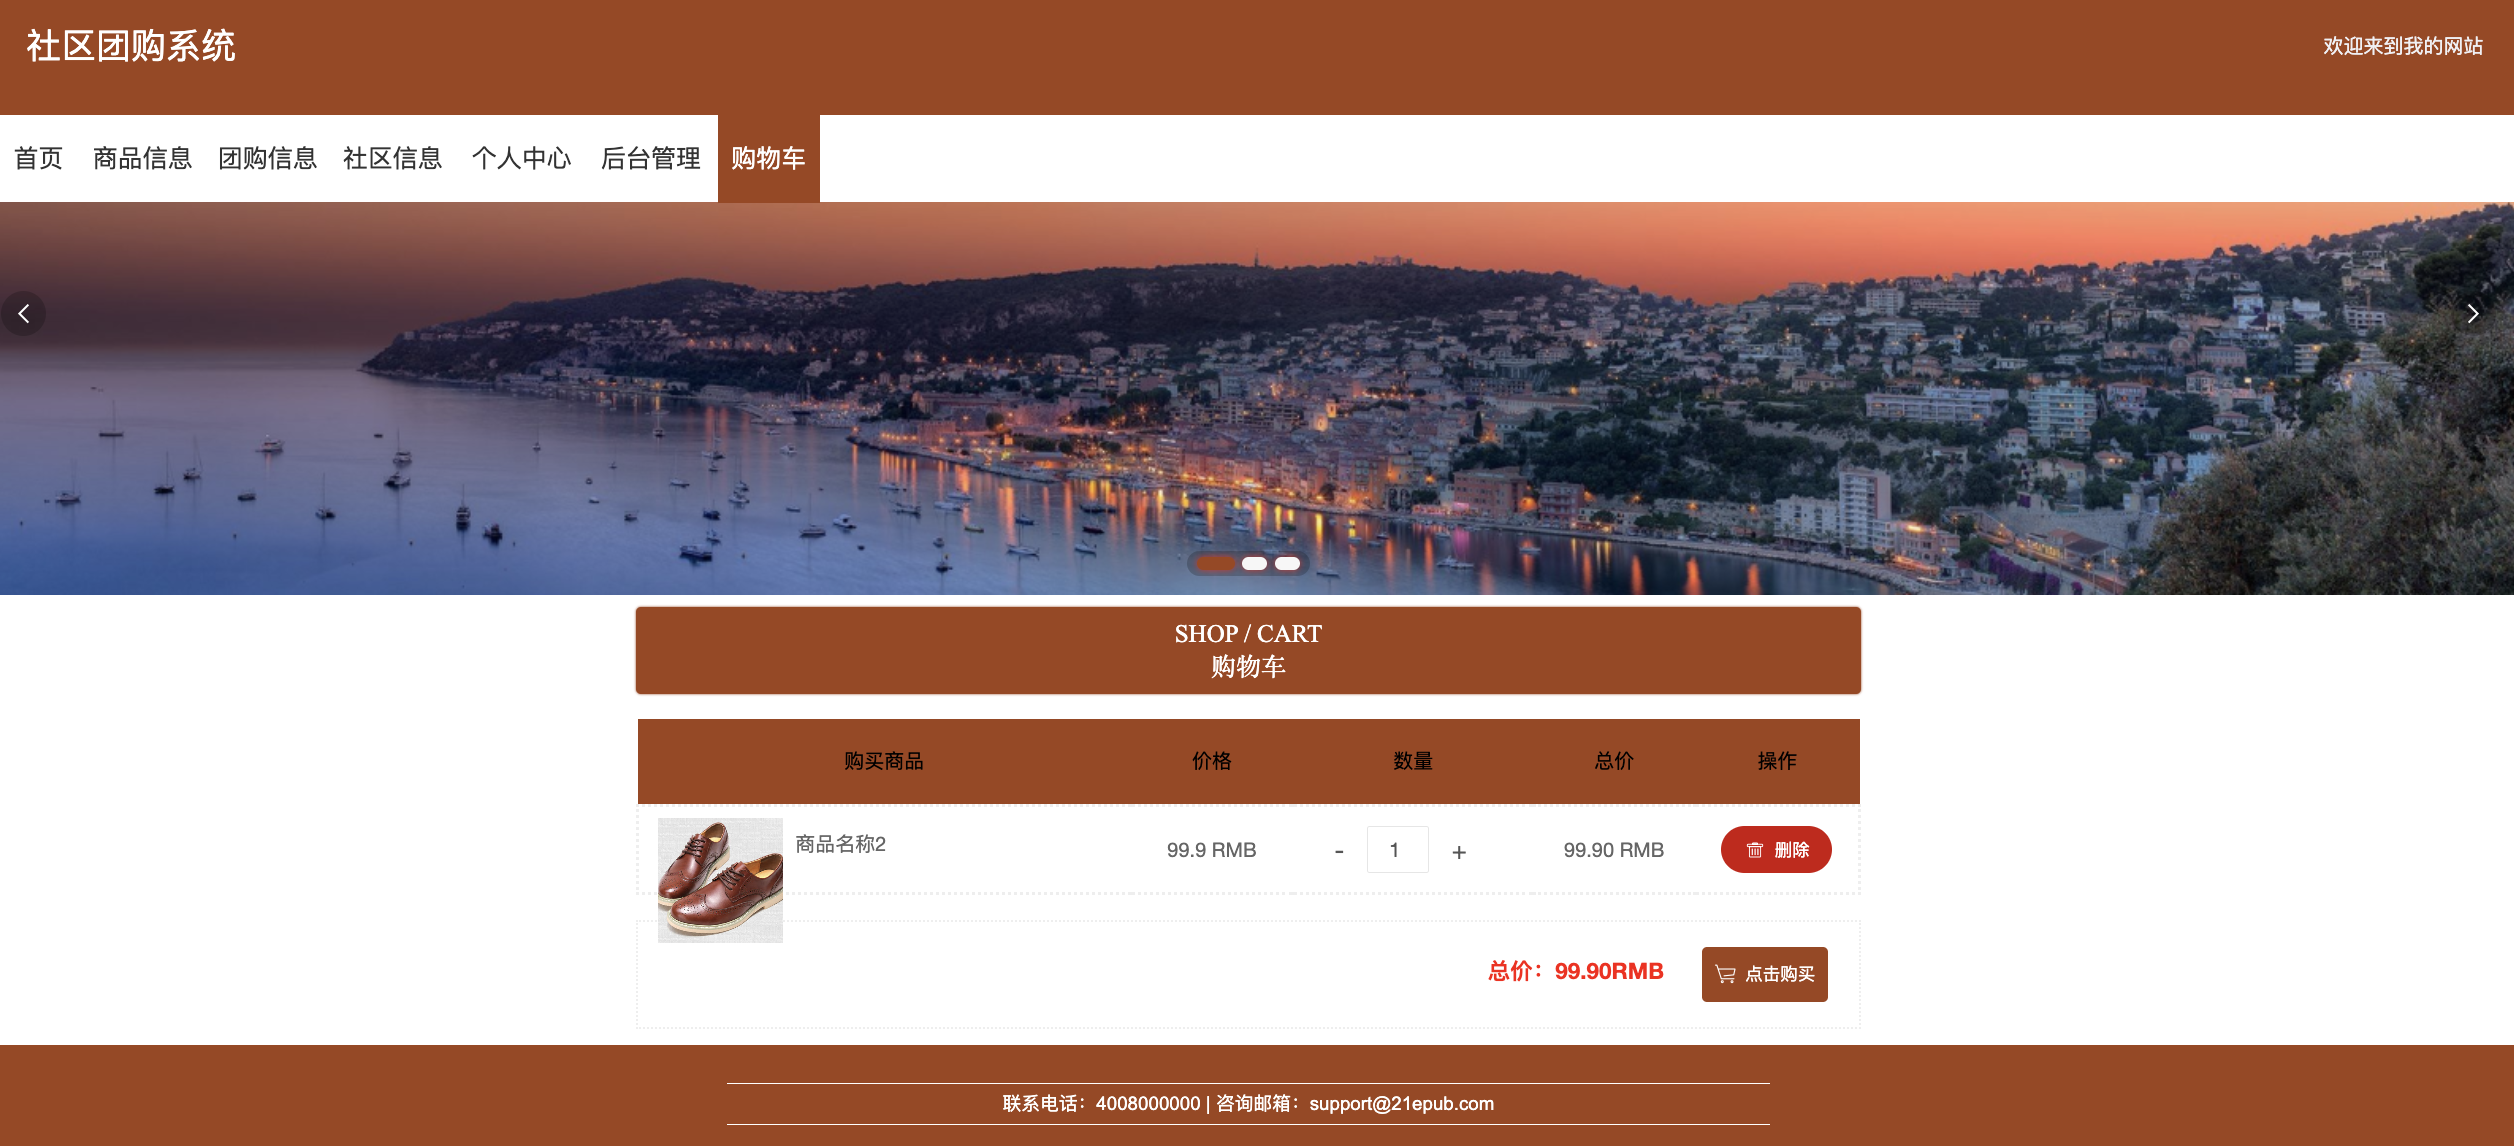 社区团购系统
欢迎来到我的网站
首页 商品信息 团购信息 社区信息 个人中心 后台管理 购物车
SHOP / CART
购物车
购买商品 价格 数量 总价 操作
商品名称2 99.9 RMB - 1 + 99.90 RMB 删除
总价：99.90RMB 点击购买
联系电话：4008000000 | 咨询邮箱：support@21epub.com